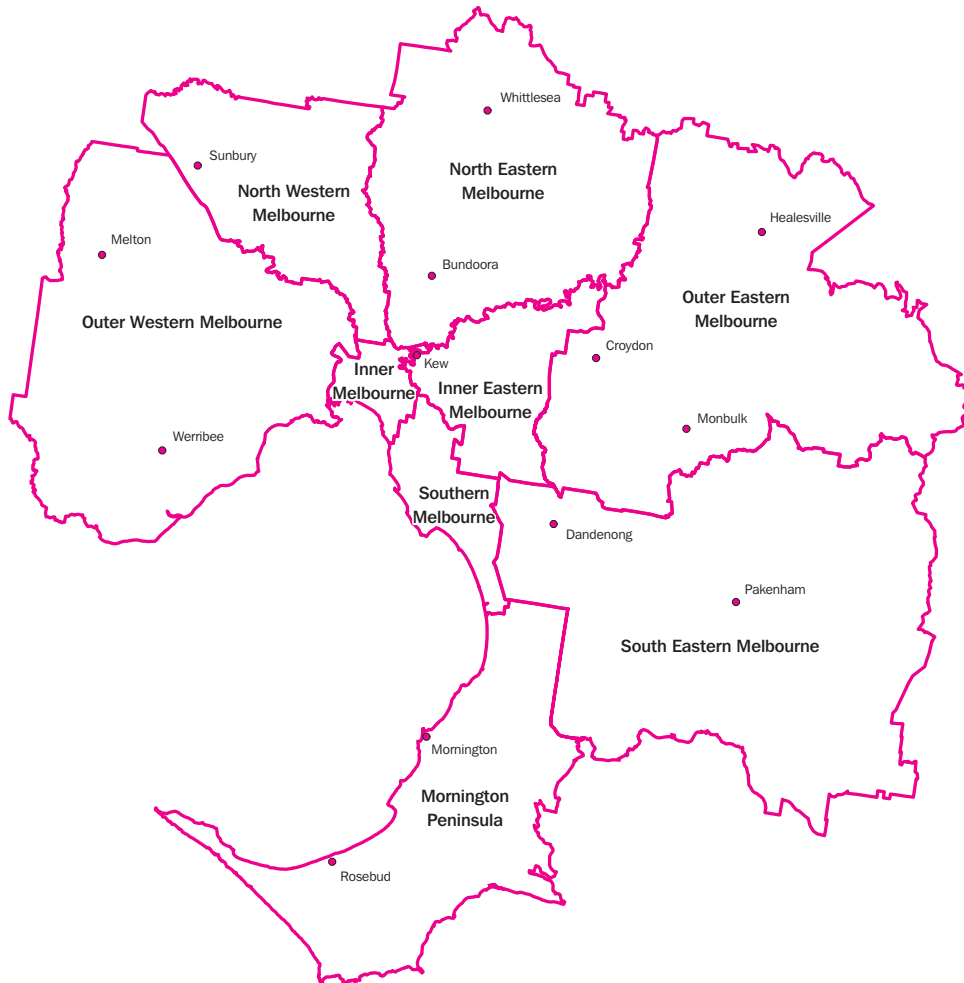 Whittlesea
Sunbury
North Western
Melbourne
North Eastern
Melbourne
Healesville
Melton
Bundoora
Outer Western Melbourne
Outer Eastern
Melbourne
Croydon
Kew
Inner
Melbourne
Inner Eastern
Melbourne
Monbulk
Werribee
Southern
Melbourne
Dandenong
Pakenham
South Eastern Melbourne
Mornington
Mornington
Peninsula
Rosebud